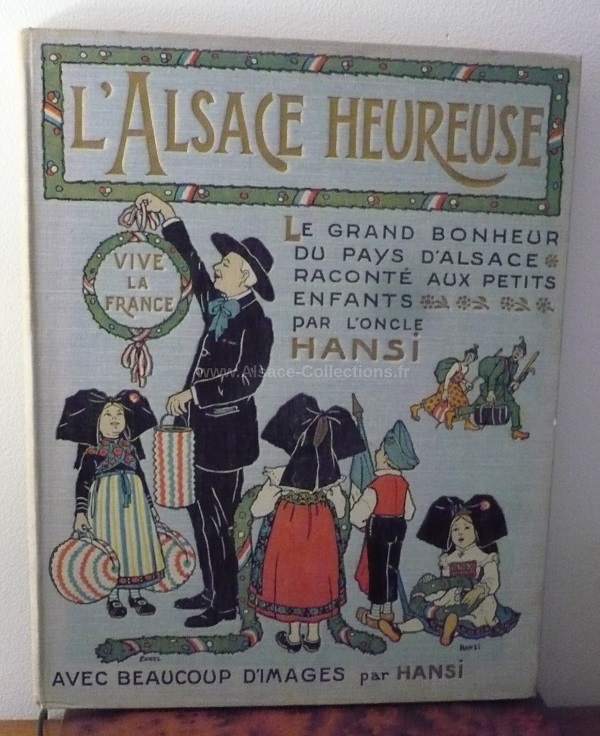 L'ALSACE HEUREUSE
LE GRAND BONHEUR
DU PAYS D'ALSACE
RACONTÉ AUX PETITS
ENFANTS
PAR L'ONCLE
HANSI
VIVE
LA
FRANCE
www.Alsace-Collections.fr
ENGEL
HANSI
AVEC BEAUCOUP D'IMAGES par HANSI